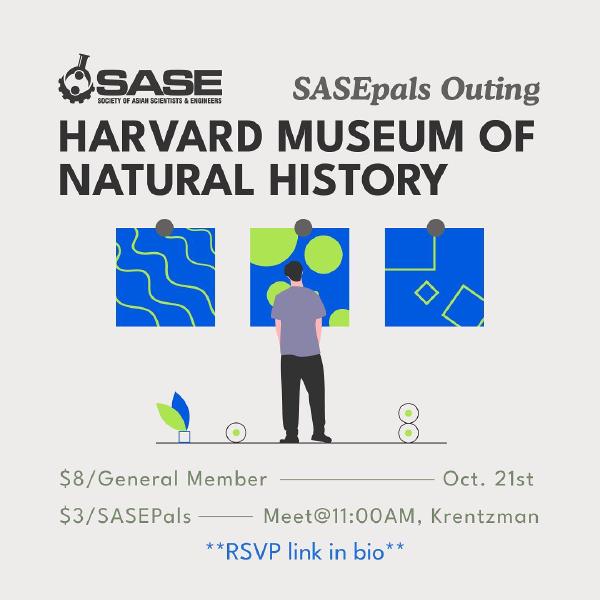 SASE
SOCIETY OF ASIAN SCIENTISTS & ENGINEERS
SASEpals Outing
HARVARD MUSEUM OF
NATURAL HISTORY
$8/General Member Oct. 21st
$3/SASEPals Meet@11:00AM, Krentzman
**RSVP link in bio**